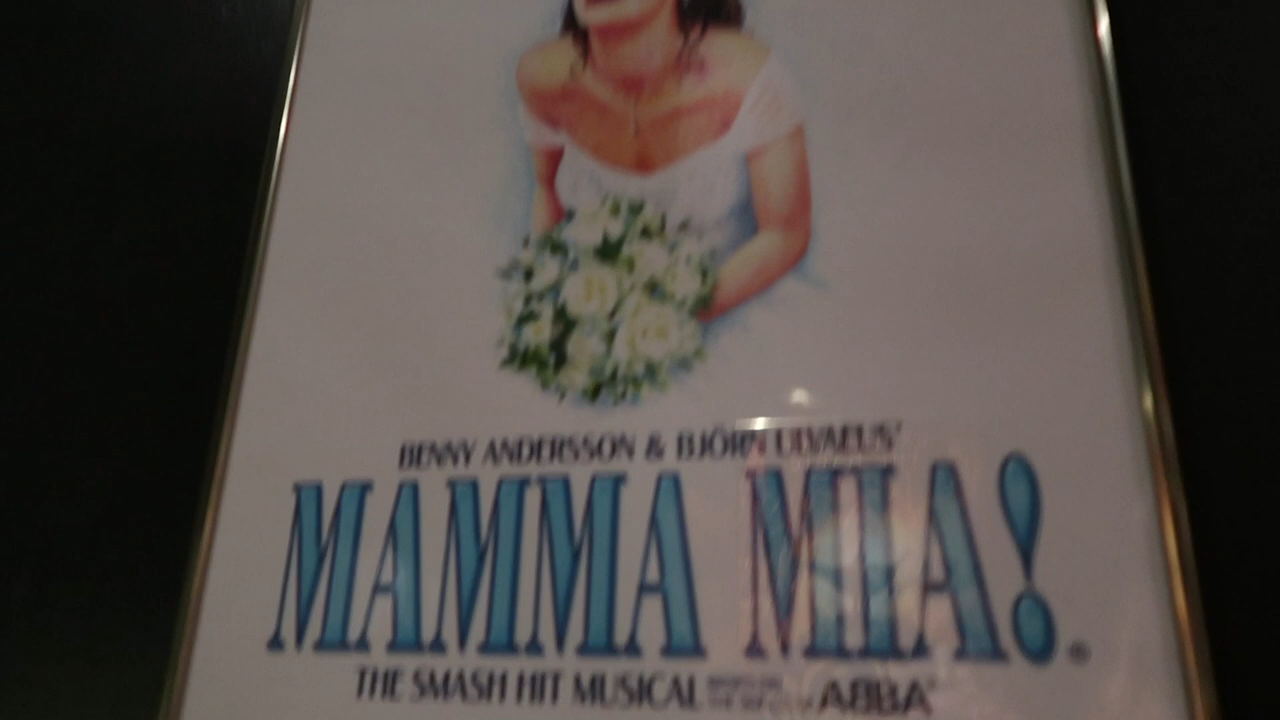 BENNY ANDERSSON & BJÖRN ULVAEUS'
MAMMA MIA!
THE SMASH HIT MUSICAL ABBA